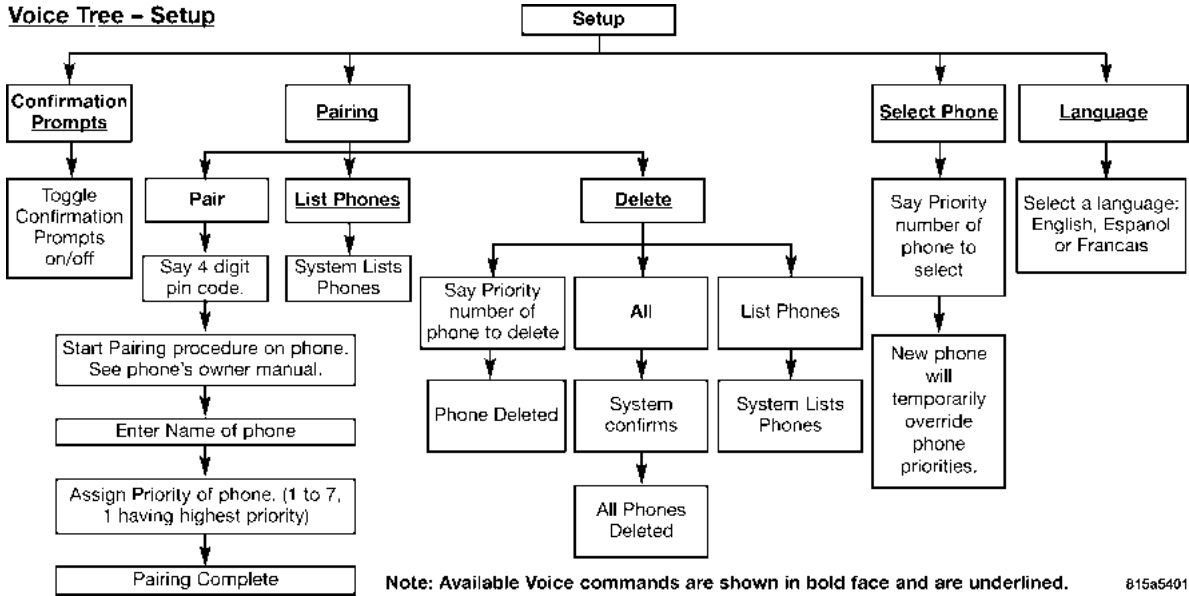 Voice Tree – Setup
Setup
Confirmation
Prompts
Pairing
Select Phone
Language
Toggle
Confirmation
Prompts
on/off
Pair
List Phones
Delete
Say Priority
number of
phone to
select
Select a language:
English, Espanol
or Francais
Say 4 digit
pin code.
System Lists
Phones
Say Priority
number of
phone to delete
All
List Phones
Start Pairing procedure on phone.
See phone's owner manual.
New phone
will
temporarily
override
phone
priorities.
Phone Deleted
System
confirms
System Lists
Phones
Enter Name of phone
Assign Priority of phone. (1 to 7,
1 having highest priority)
All Phones
Deleted
Pairing Complete
Note: Available Voice commands are shown in bold face and are underlined.
815a5401